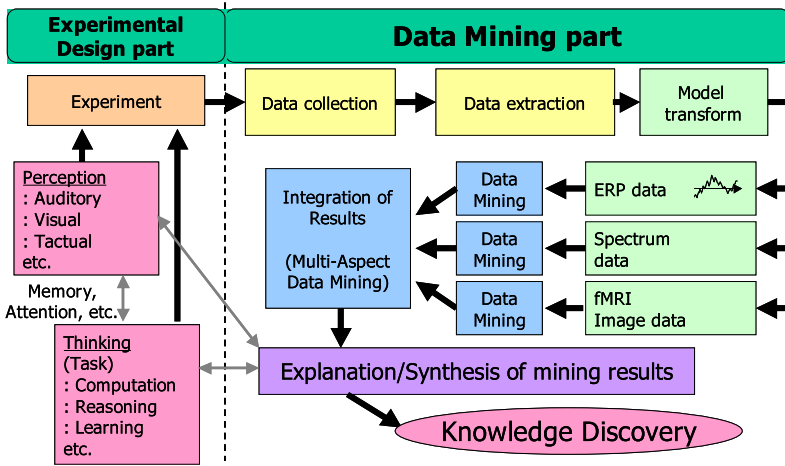 Experimental
Design part
Data Mining part
Experiment
Data collection
Data extraction
Model
transform
Perception
: Auditory
: Visual
: Tactual
etc.
Integration of
Results
(Multi-Aspect
Data Mining)
Data
Mining
ERP data
Data
Mining
Spectrum
data
Data
Mining
fMRI
Image data
Memory,
Attention, etc.
Thinking
(Task)
: Computation
: Reasoning
: Learning
etc.
Explanation/Synthesis of mining results
Knowledge Discovery